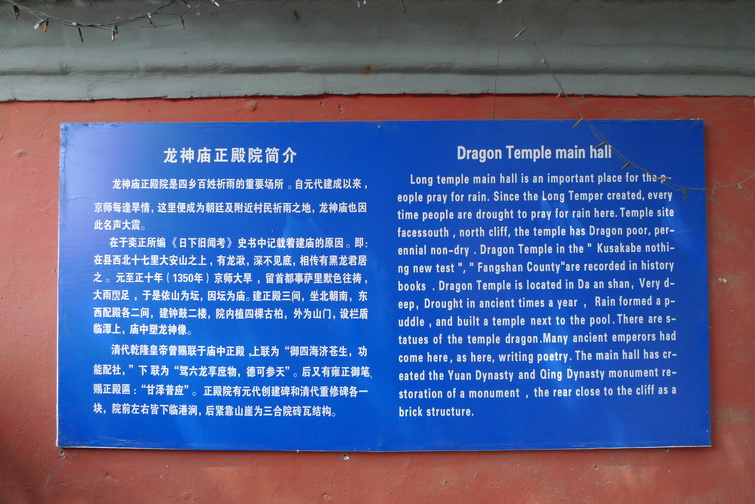 龙神庙正殿院简介
龙神庙正殿院是四乡百姓祈雨的重要场所 。自元代建成以来，
京师每逢旱情，这里便成为朝廷及附近村民祈雨之地，龙神庙也因
此名声大震。
在于奕正所编 《日下旧闻考》 史书中记载着建庙的原因 。即：
在县西北十七里大安山之上，有龙湫，深不见底，相传有黑龙君居
之 。元至正十年（1350年）京师大旱 ，留首都事萨里默色往祷，
大雨 足 ，于是依山为坛，因坛为庙。建正殿三间，坐北朝南，东
西配殿各二间，建钟鼓二楼，院内植四棵古柏，外为山门，设栏盾
临潭上，庙中塑龙神像。
清代乾隆皇帝曾赐联于庙中正殿 ，上联为“御四海济苍生，功
能配社，”下 联为“驾六龙享庶物，德可参天”。后又有雍正御笔
赐正殿匾：“甘泽普应”。 正殿院有元代创建碑和清代重修碑各一
块，院前左右皆下临港涧，后紧靠山崖为三合院砖瓦结构。
Dragon Temple main hall
Long temple main hall is an important place for the p-
eople pray for rain. Since the Long Temper created, every
time people are drought to pray for rain here. Temple site
facessouth , north cliff, the temple has Dragon poor, per-
ennial non-dry . Dragon Temple in the " Kusakabe nothi-
ng new test ", " Fangshan County"are recorded in history
books . Dragon Temple is located in Da an shan, Very d-
eep, Drought in ancient times a year , Rain formed a p-
uddle , and built a temple next to the pool . There are s-
tatues of the temple dragon.Many ancient emperors had
come here , as here, writing poetry. The main hall has cr-
eated the Yuan Dynasty and Qing Dynasty monument re-
storation of a monument , the rear close to the cliff as a
brick structure.